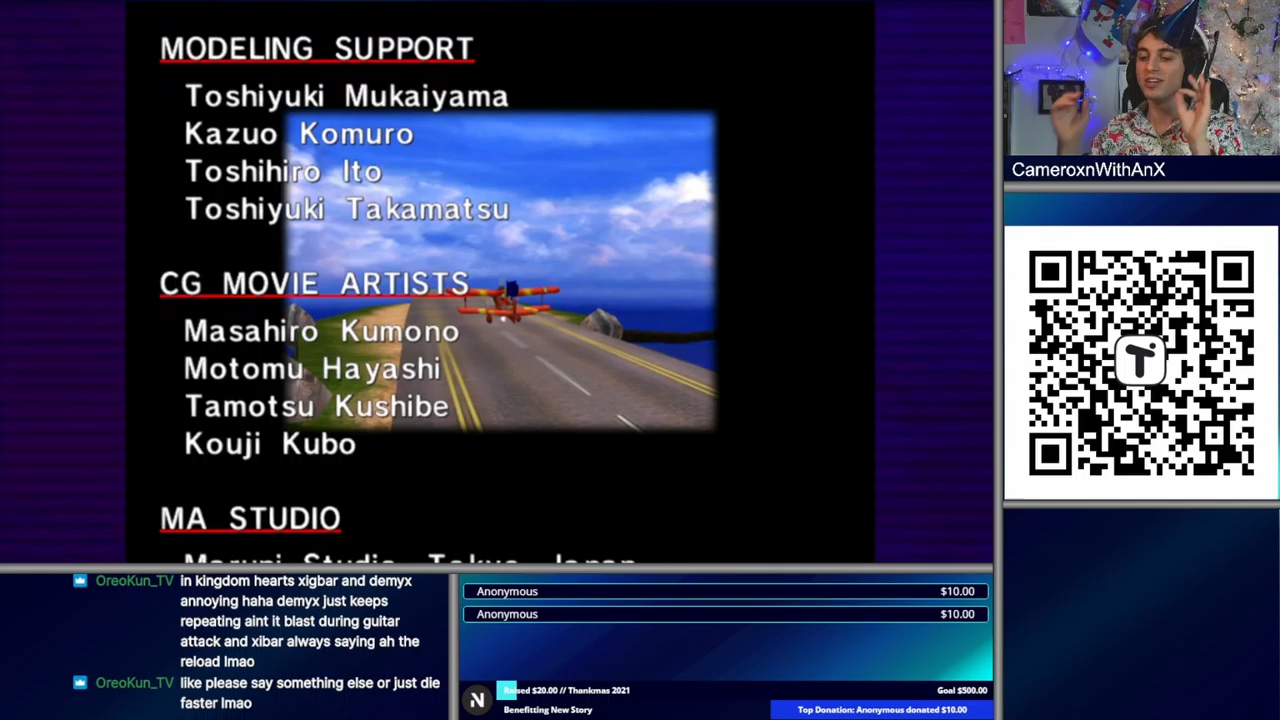 MODELING SUPPORT
Toshiyuki Mukaiyama
Kazuo Komuro
Toshihiro Ito
Toshiyuki Takamatsu
CG MOVIE ARTISTS
Masahiro Kumono
Motomu Hayashi
Tamotsu Kushibe
Kouji Kubo
MA STUDIO
Maruni Studio, Tokyo, Japan
CameroxnWithAnX
T
OreoKun_TV in kingdom hearts xigbar and demyx
annoying haha demyx just keeps
repeating aint it blast during guitar
attack and xibar always saying ah the
reload lmao
OreoKun_TV like please say something else or just die
faster lmao
Anonymous $10.00
Anonymous $10.00
N
Raised $20.00 // Thankmas 2021 Goal $500.00
Benefitting New Story Top Donation: Anonymous donated $10.00